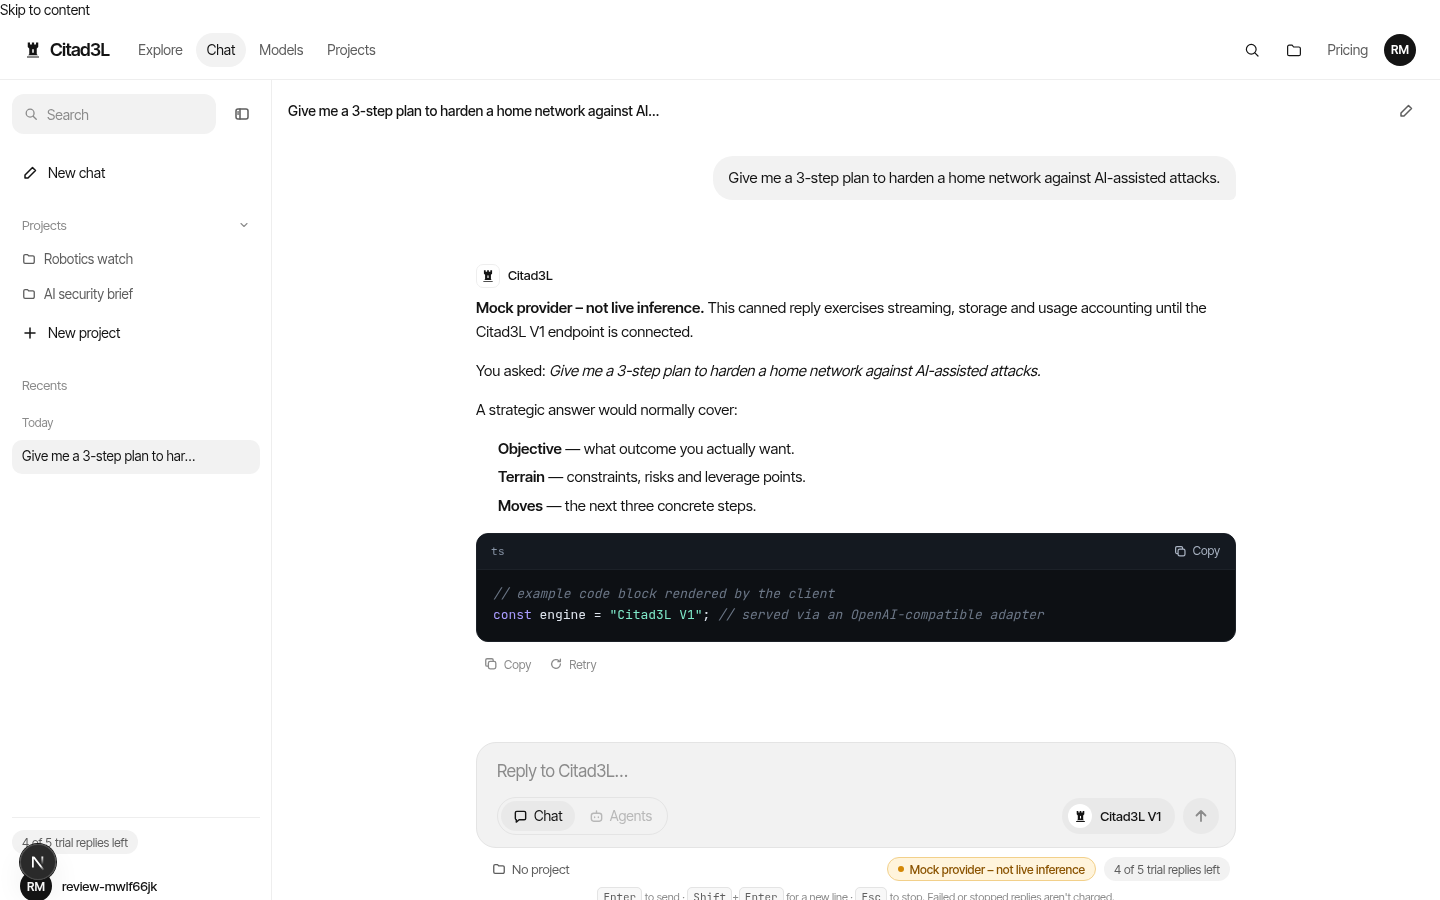 Skip to content
Citad3L
Explore
Chat
Models
Projects
Pricing
RM
Search
New chat
Projects
Robotics watch
AI security brief
New project
Recents
Today
Give me a 3-step plan to har...
4 of 5 trial replies left
N
RM
review-mwlf66jk
Give me a 3-step plan to harden a home network against AI...
Give me a 3-step plan to harden a home network against AI-assisted attacks.
Citad3L
Mock provider – not live inference. This canned reply exercises streaming, storage and usage accounting until the
Citad3L V1 endpoint is connected.
You asked: Give me a 3-step plan to harden a home network against AI-assisted attacks.
A strategic answer would normally cover:
Objective — what outcome you actually want.
Terrain — constraints, risks and leverage points.
Moves — the next three concrete steps.
ts
Copy
// example code block rendered by the client
const engine = "Citad3L V1"; // served via an OpenAI-compatible adapter
Copy
Retry
Reply to Citad3L...
Chat
Agents
Citad3L V1
No project
Mock provider – not live inference
4 of 5 trial replies left
Enter to send · Shift + Enter for a new line · Esc to stop. Failed or stopped replies aren't charged.